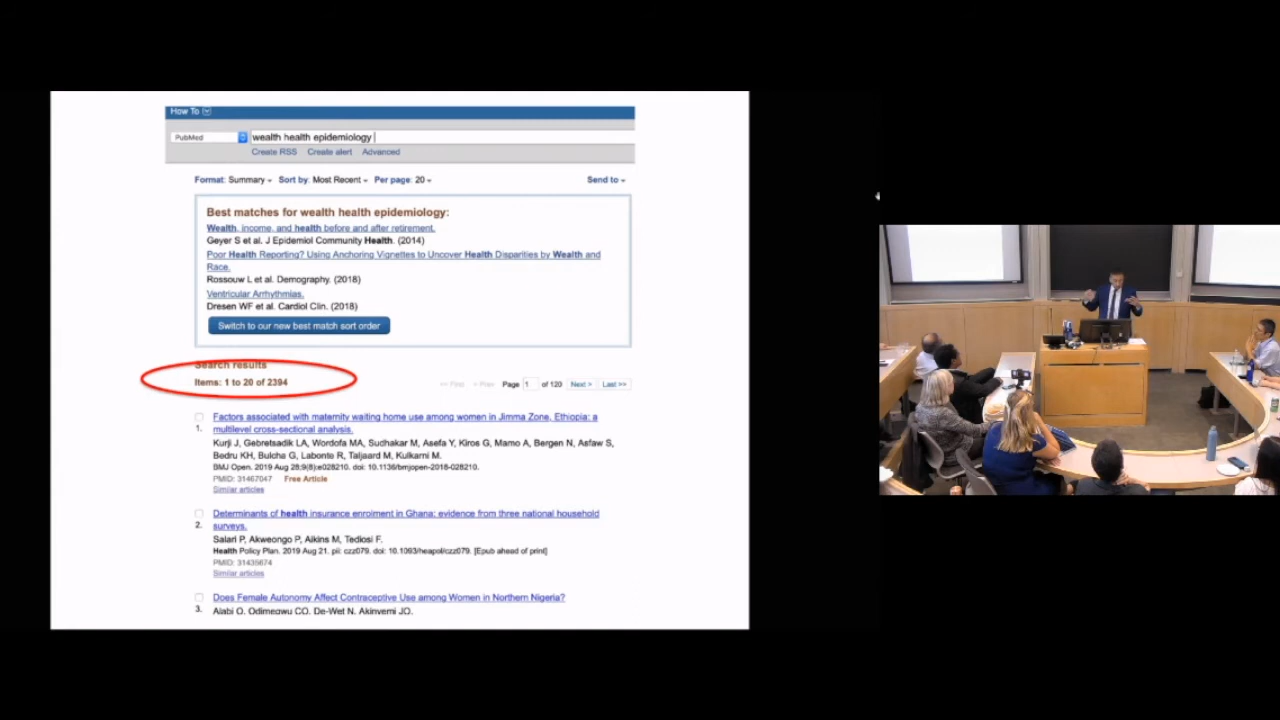 How To
PubMed
wealth health epidemiology
Create RSS Create alert Advanced
Format: Summary Sort by: Most Recent Per page: 20 Send to
Best matches for wealth health epidemiology:
Wealth, income, and health before and after retirement.
Geyer S et al. J Epidemiol Community Health. (2014)
Poor Health Reporting? Using Anchoring Vignettes to Uncover Health Disparities by Wealth and
Race.
Rossouw L et al. Demography. (2018)
Ventricular Arrhythmias.
Dresen WF et al. Cardiol Clin. (2018)
Switch to our new best match sort order
Search results
Items: 1 to 20 of 2394
<< First < Prev Page 1 of 120 Next > Last >>
1. Factors associated with maternity waiting home use among women in Jimma Zone, Ethiopia: a
multilevel cross-sectional analysis.
Kurji J, Gebretsadik LA, Wordofa MA, Sudhakar M, Asefa Y, Kiros G, Mamo A, Bergen N, Asfaw S,
Bedru KH, Bulcha G, Labonte R, Taljaard M, Kulkarni M.
BMJ Open. 2019 Aug 28;9(8):e028210. doi: 10.1136/bmjopen-2018-028210.
PMID: 31467047 Free Article
Similar articles
2. Determinants of health insurance enrolment in Ghana: evidence from three national household
surveys.
Salari P, Akweongo P, Aikins M, Tediosi F.
Health Policy Plan. 2019 Aug 21. pii: czz079. doi: 10.1093/heapol/czz079. [Epub ahead of print]
PMID: 31435674
Similar articles
3. Does Female Autonomy Affect Contraceptive Use among Women in Northern Nigeria?
Alabi O, Odimegwu CO, De-Wet N, Akinyemi JO.